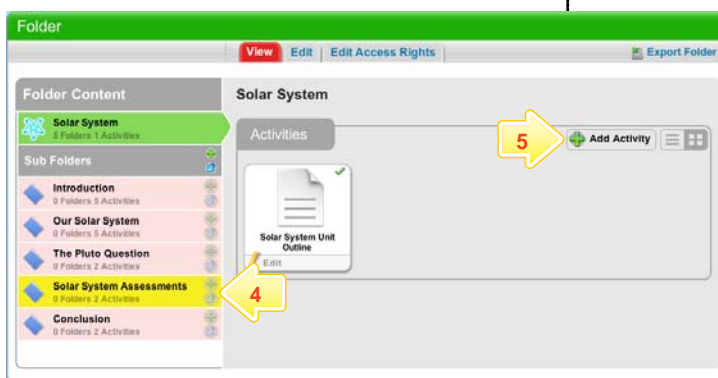 Folder
View Edit Edit Access Rights Export Folder
Folder Content
Solar System
5 Folders 1 Activities
Sub Folders
Introduction
0 Folders 5 Activities
Our Solar System
0 Folders 5 Activities
The Pluto Question
0 Folders 2 Activities
Solar System Assessments
0 Folders 2 Activities
Conclusion
0 Folders 2 Activities
4
Solar System
Activities
5
Add Activity
Solar System Unit
Outline
Edit